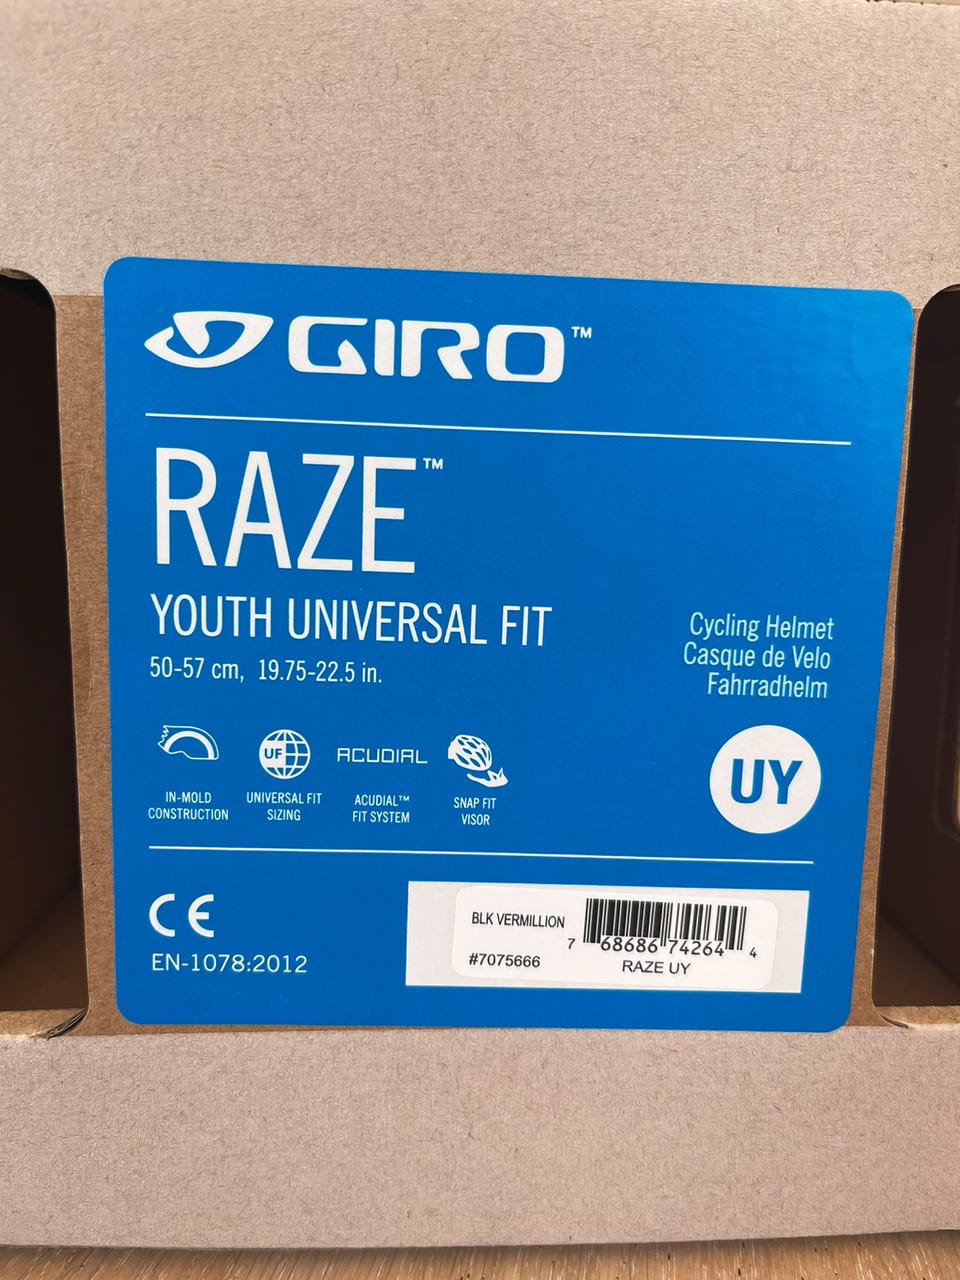 GIRO™
RAZE™
YOUTH UNIVERSAL FIT
50-57 cm, 19.75-22.5 in.
Cycling Helmet
Casque de Velo
Fahrradhelm
UF
ACUDIAL
IN-MOLD
CONSTRUCTION
UNIVERSAL FIT
SIZING
ACUDIAL™
FIT SYSTEM
SNAP FIT
VISOR
UY
CE
EN-1078:2012
BLK VERMILLION
#7075666
7 68686 74264 4
RAZE UY